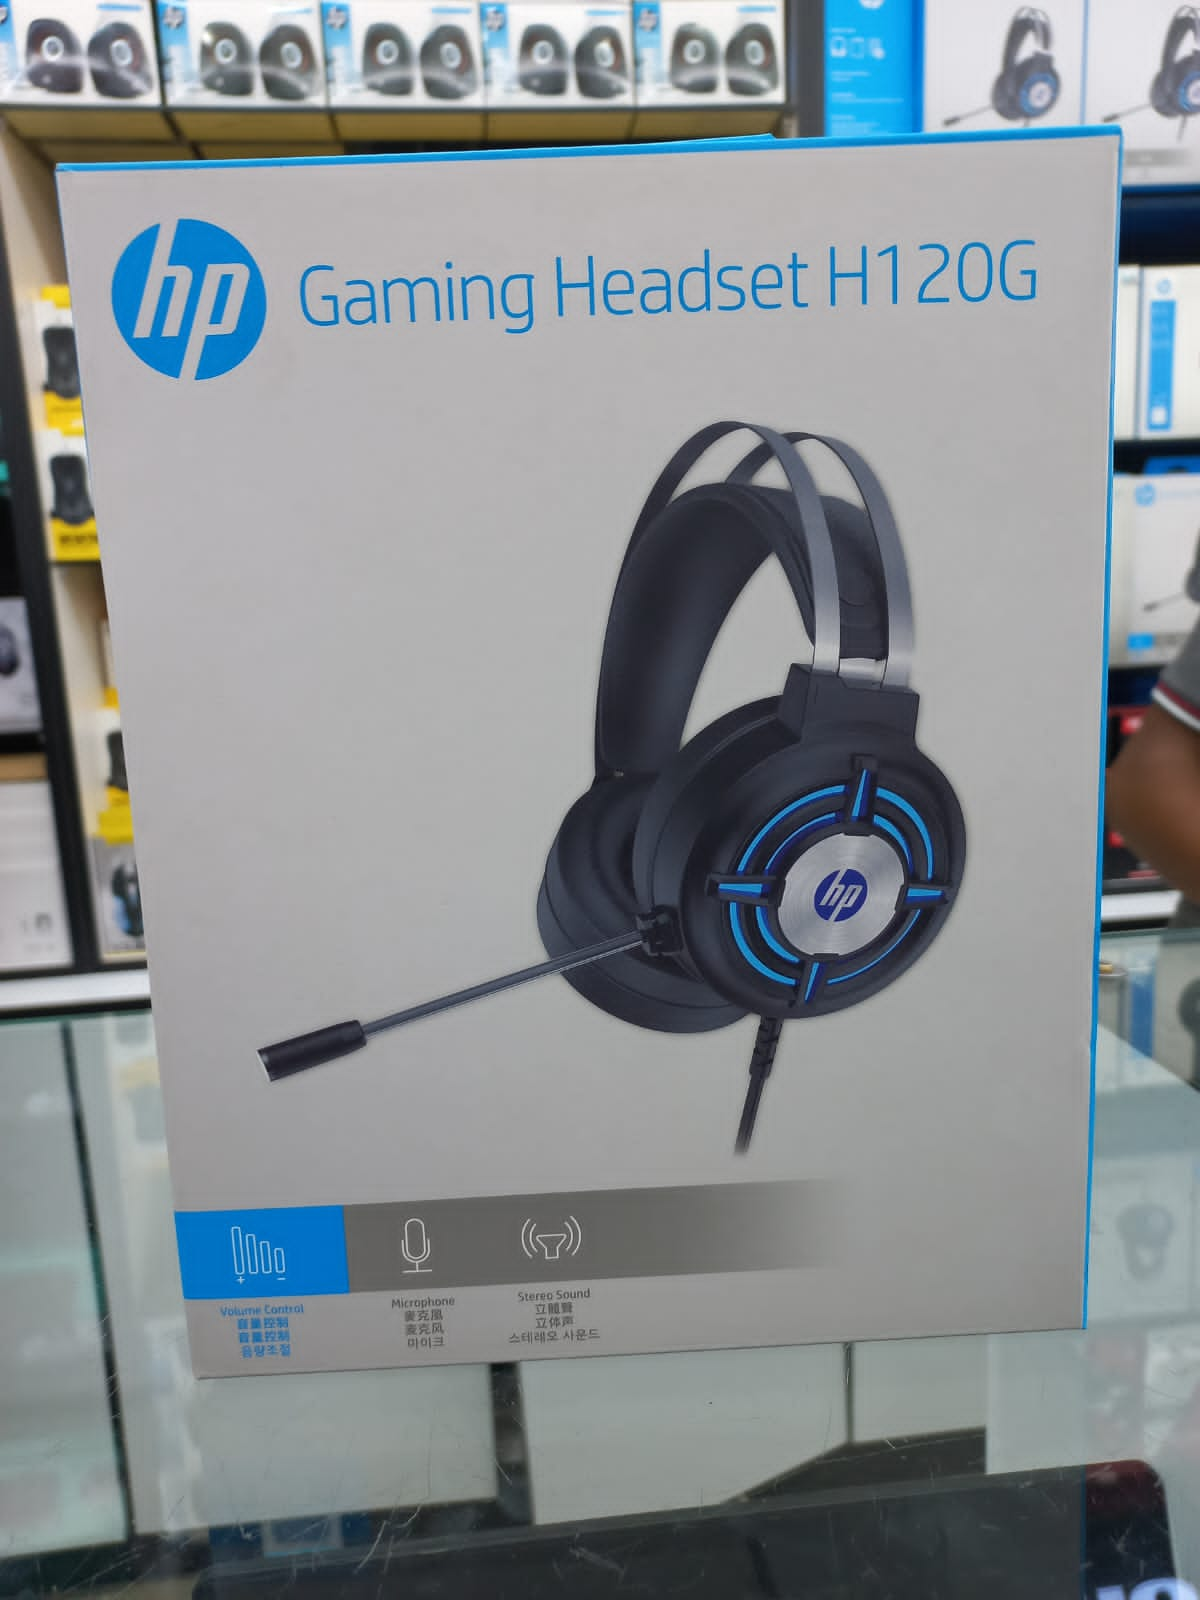 hp
Gaming Headset H120G
hp
Volume Control
音量控制
音量控制
음량조절
Microphone
麥克風
麦克风
마이크
Stereo Sound
立體聲
立体声
스테레오 사운드